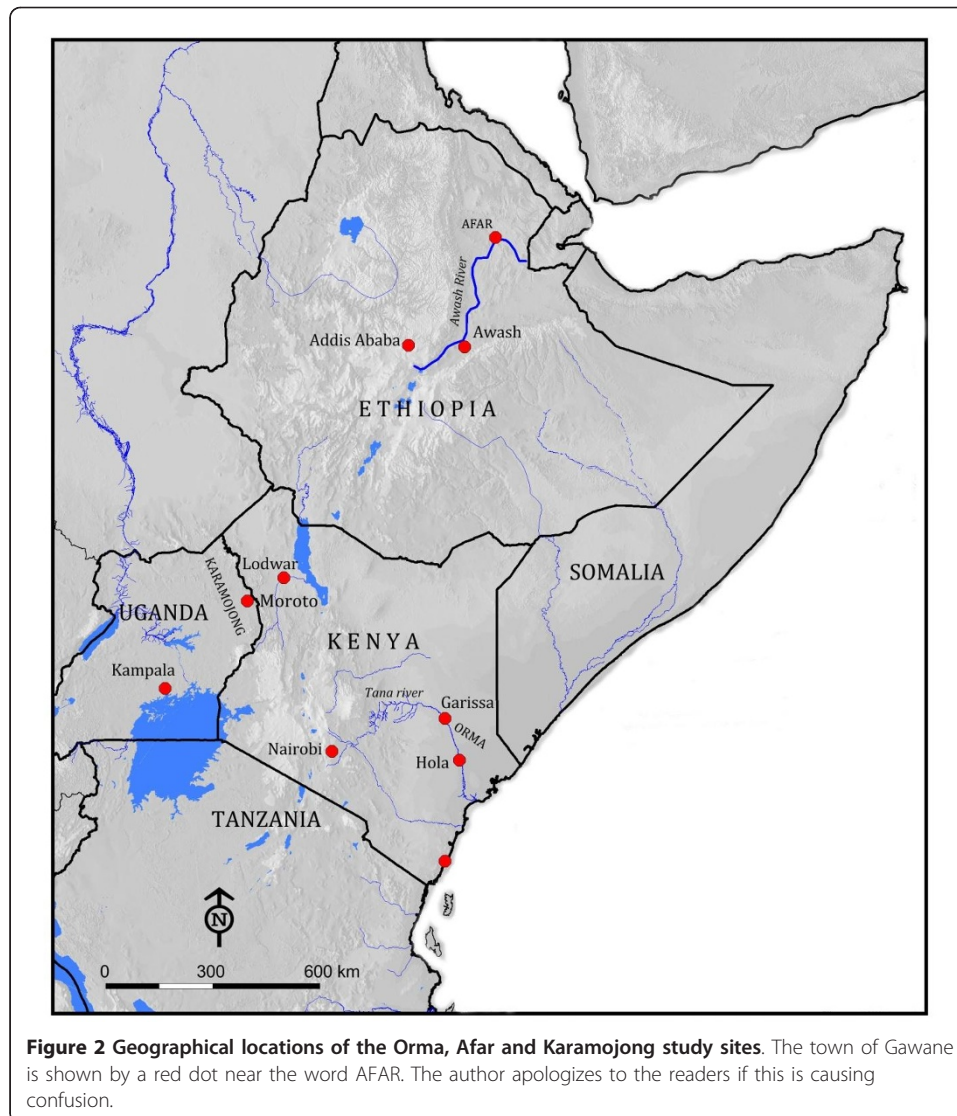 AFAR
Awash River
Addis Ababa
Awash
ETHIOPIA
SOMALIA
Lodwar
KARAMOJONG
Moroto
UGANDA
KENYA
Kampala
Tana river
Garissa
ORMA
Nairobi
Hola
TANZANIA
N
0 300 600 km
Figure 2 Geographical locations of the Orma, Afar and Karamojong study sites. The town of Gawane
is shown by a red dot near the word AFAR. The author apologizes to the readers if this is causing
confusion.